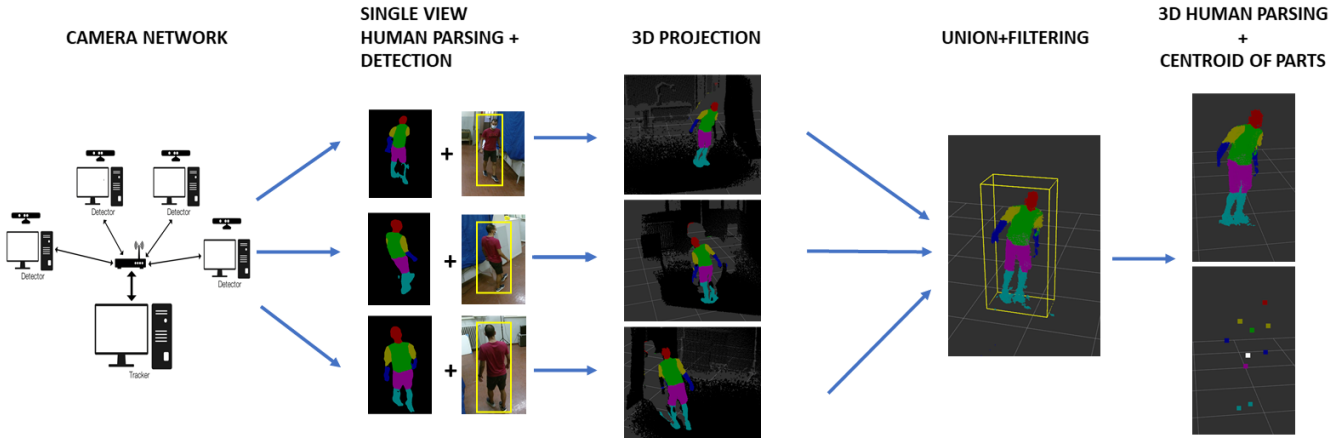 CAMERA NETWORK
SINGLE VIEW
HUMAN PARSING +
DETECTION
3D PROJECTION
UNION+FILTERING
3D HUMAN PARSING
+
CENTROID OF PARTS
Detector
Detector
Detector
Detector
Tracker
+
+
+